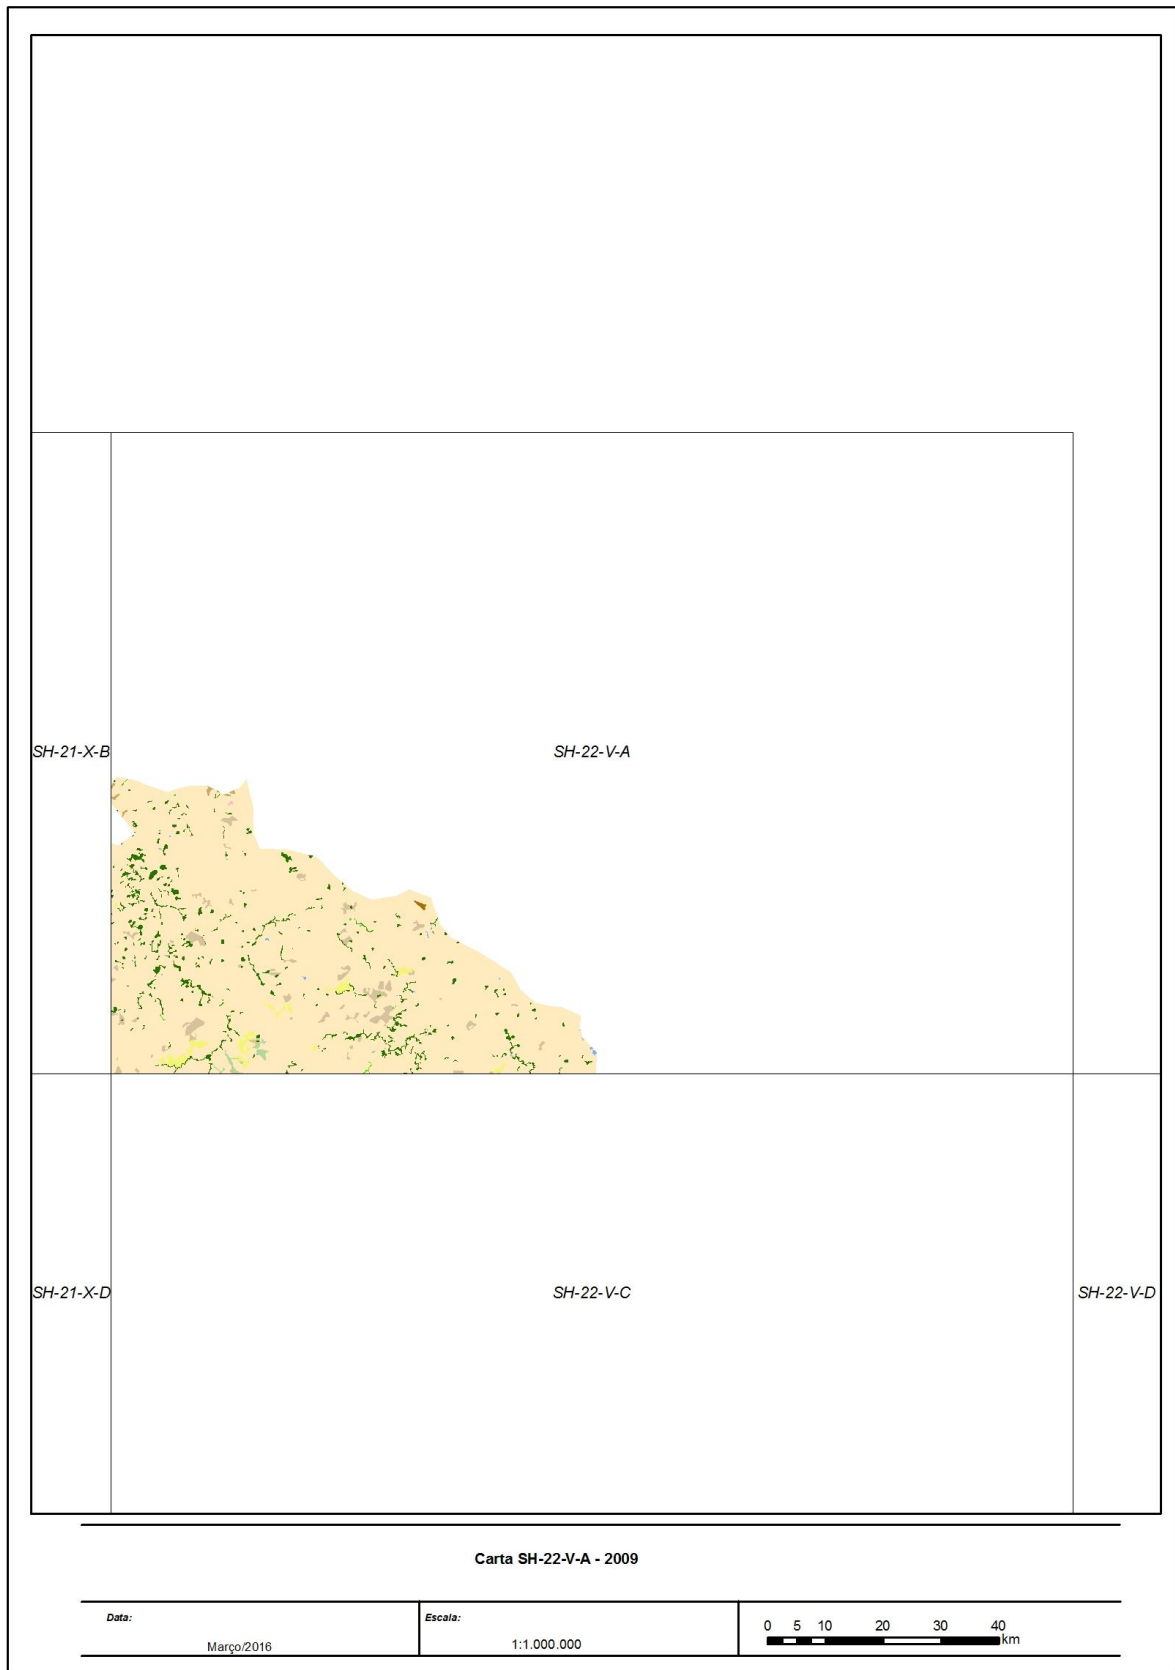 SH-21-X-B
SH-22-V-A
SH-21-X-D
SH-22-V-C
SH-22-V-D
Carta SH-22-V-A - 2009
Data:
Março/2016
Escala:
1:1.000.000
0 5 10 20 30 40
km